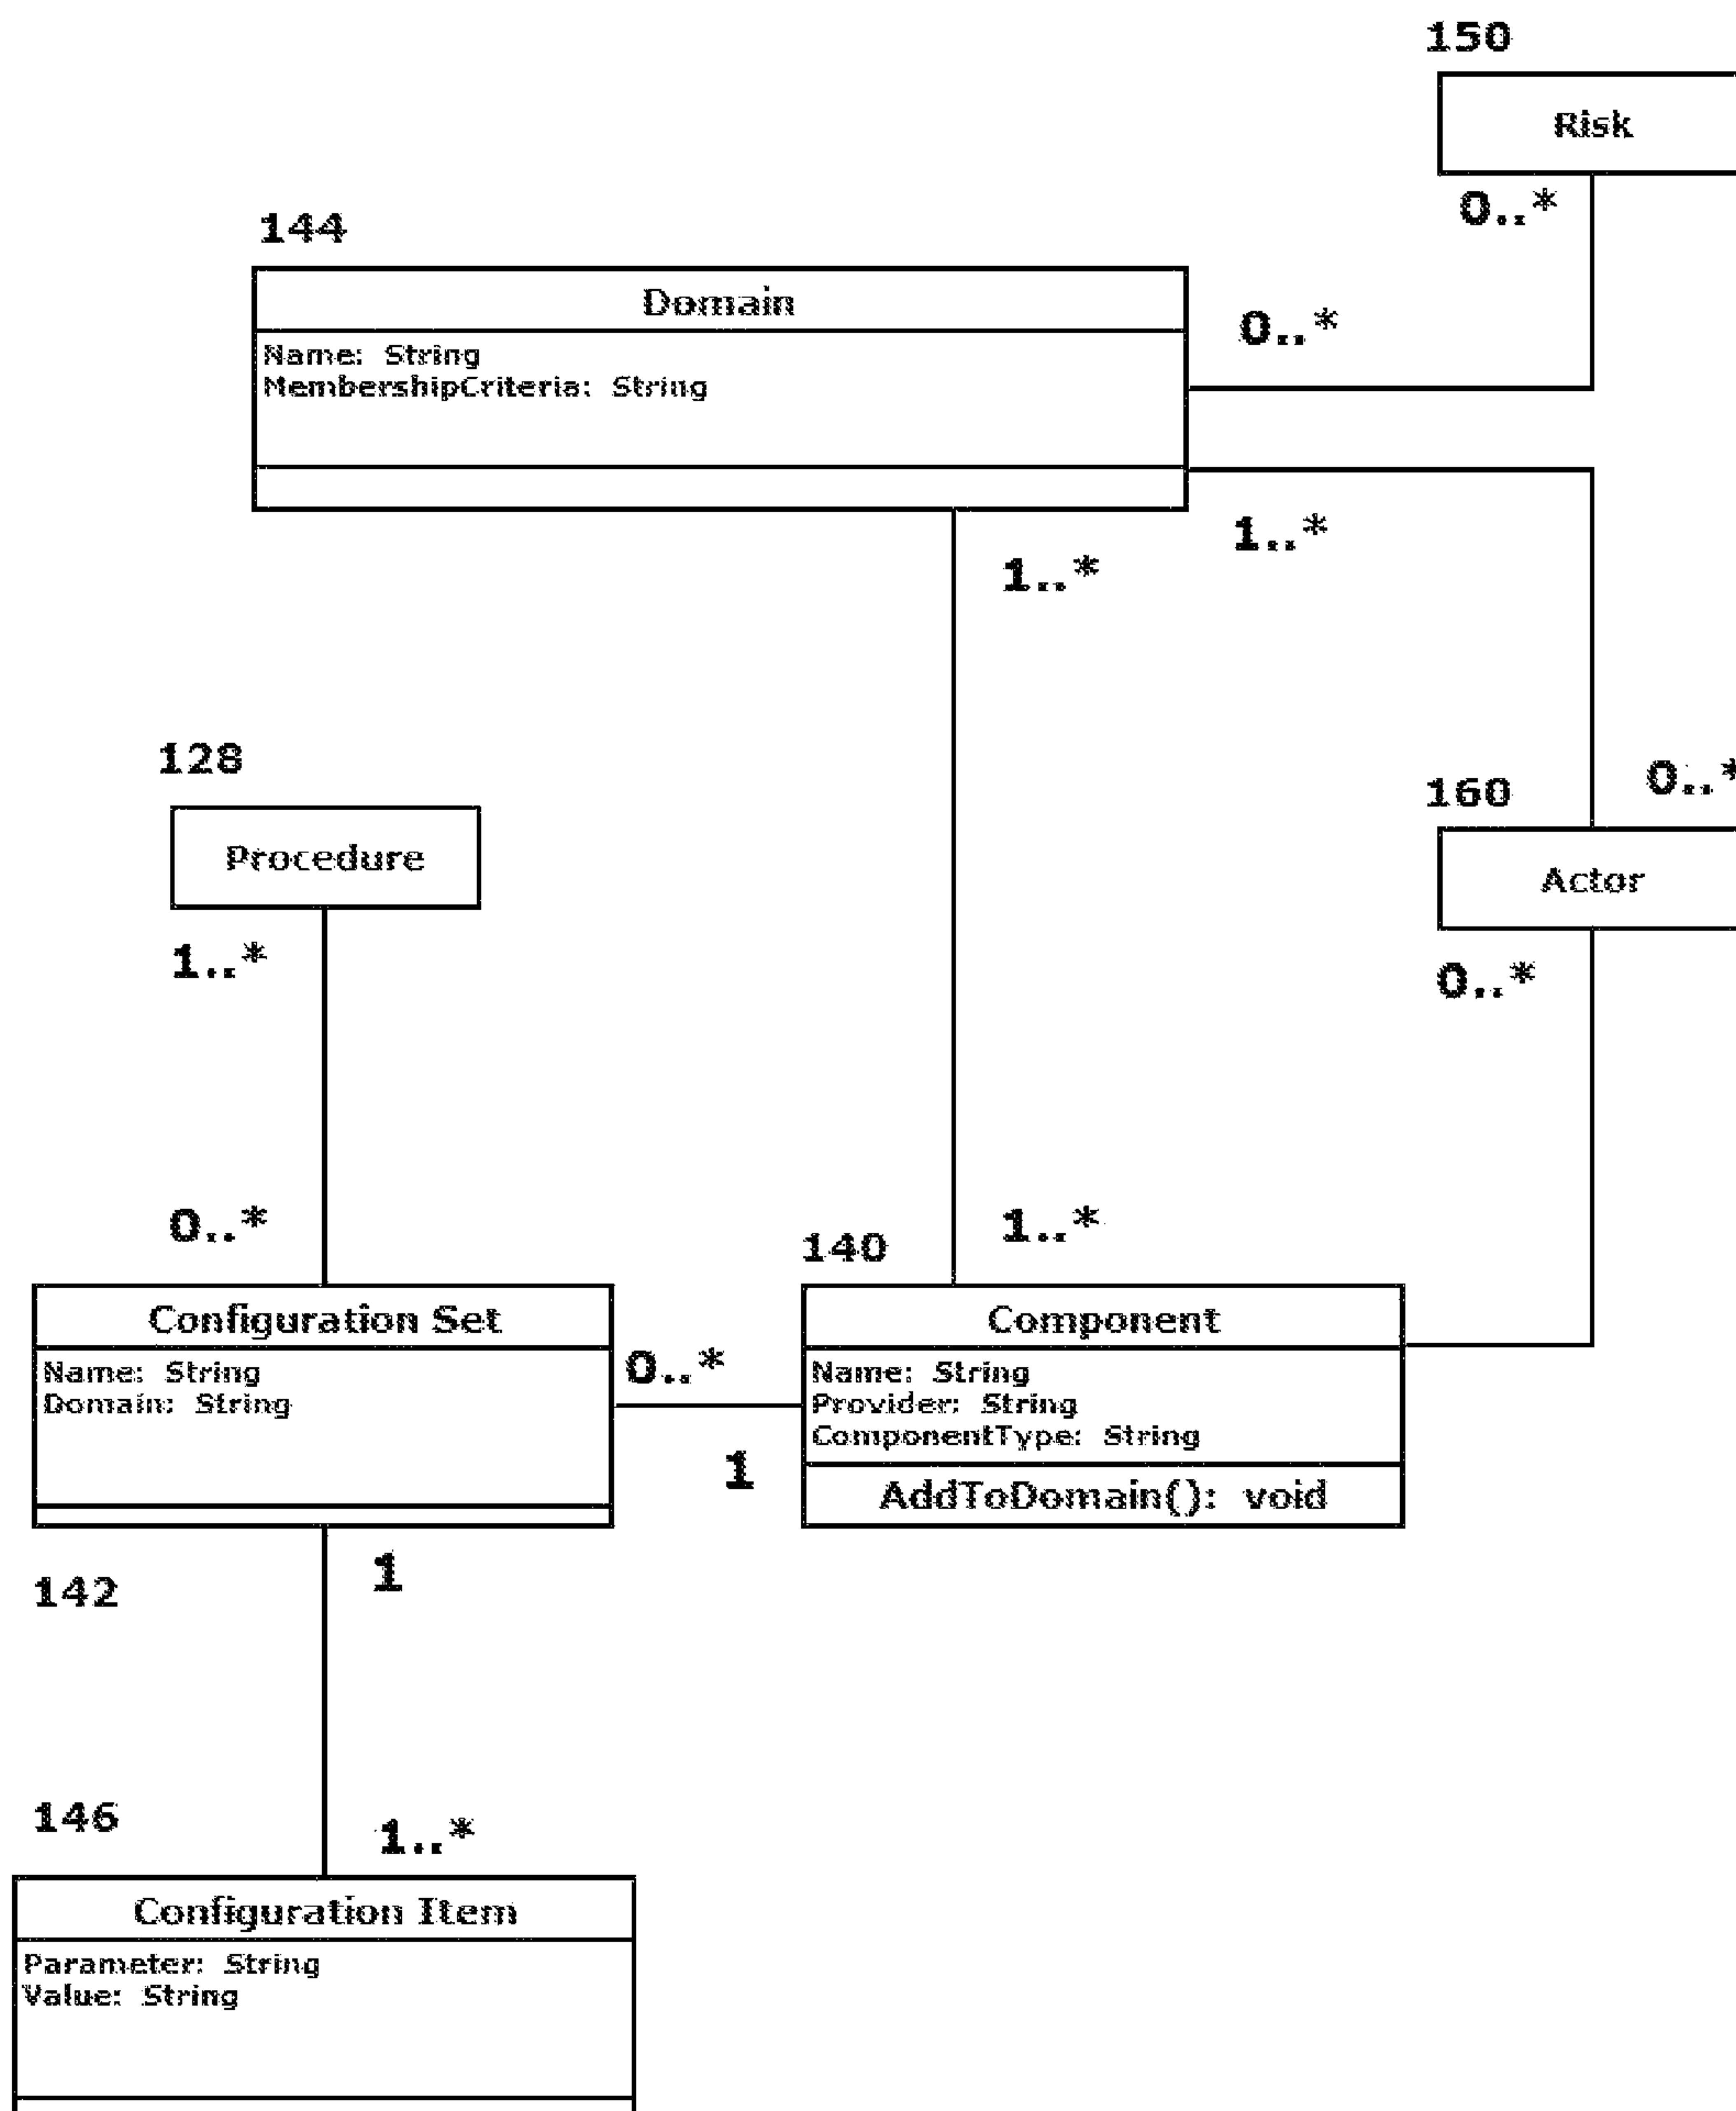 150
Risk
0..*
144
Domain
Name: String
MembershipCriteria: String
0..*
1..*
1..*
128
Procedure
1..*
160
0..*
Actor
0..*
0..*
1..*
140
Configuration Set
Name: String
Domain: String
0..*
1
Component
Name: String
Provider: String
ComponentType: String
AddToDomain(): void
142
1
146
1..*
Configuration Item
Parameter: String
Value: String